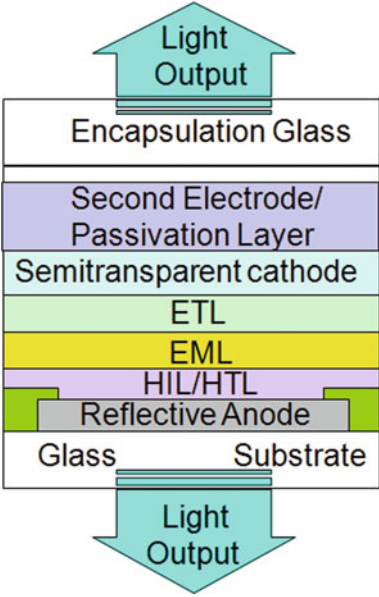 Light
Output
Encapsulation Glass
Second Electrode/
Passivation Layer
Semitransparent cathode
ETL
EML
HIL/HTL
Reflective Anode
Glass Substrate
Light
Output